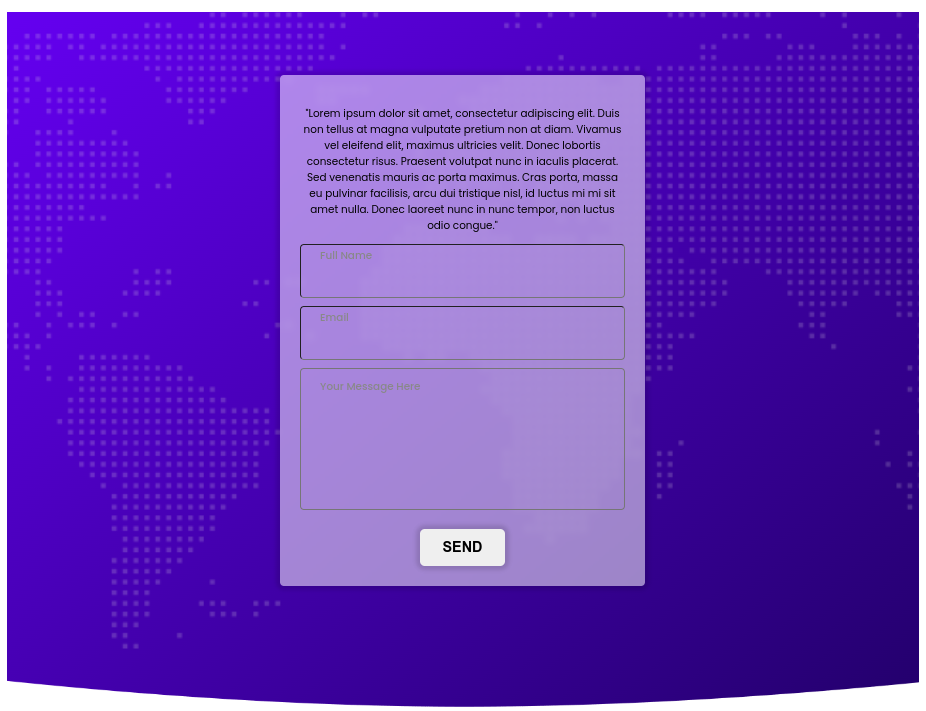 "Lorem ipsum dolor sit amet, consectetur adipiscing elit. Duis
non tellus at magna vulputate pretium non at diam. Vivamus
vel eleifend elit, maximus ultricies velit. Donec lobortis
consectetur risus. Praesent volutpat nunc in iaculis placerat.
Sed venenatis mauris ac porta maximus. Cras porta, massa
eu pulvinar facilisis, arcu dui tristique nisl, id luctus mi mi sit
amet nulla. Donec laoreet nunc in nunc tempor, non luctus
odio congue."
Full Name
Email
Your Message Here
SEND